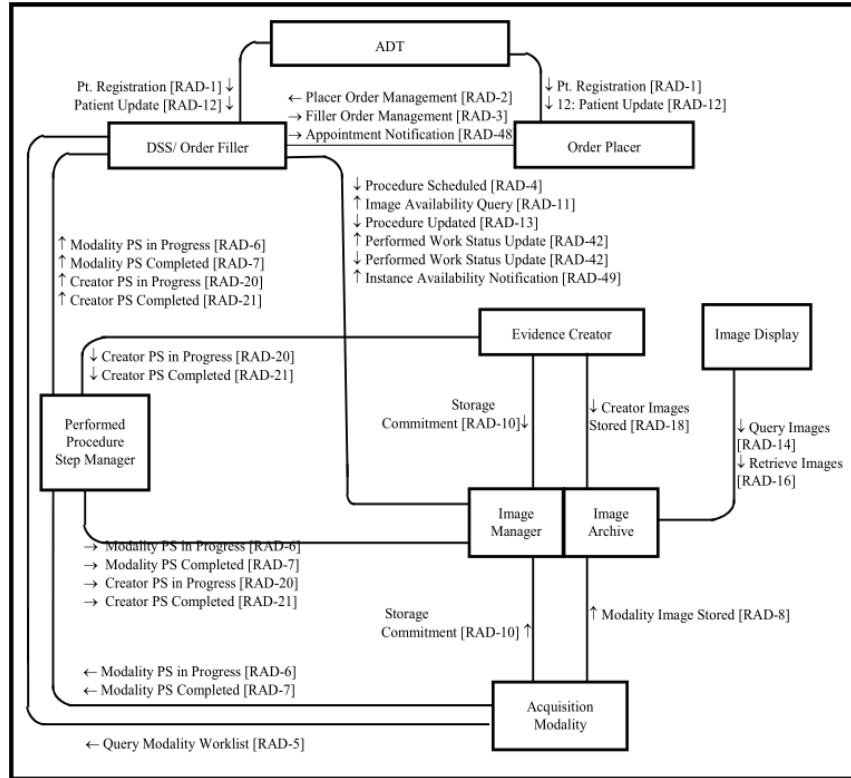 ADT
Pt. Registration [RAD-1] ↓
Patient Update [RAD-12] ↓
← Placer Order Management [RAD-2]
→ Filler Order Management [RAD-3]
→ Appointment Notification [RAD-48
↓ Pt. Registration [RAD-1]
↓ 12: Patient Update [RAD-12]
DSS/ Order Filler
Order Placer
↓ Procedure Scheduled [RAD-4]
↑ Image Availability Query [RAD-11]
↓ Procedure Updated [RAD-13]
↑ Performed Work Status Update [RAD-42]
↓ Performed Work Status Update [RAD-42]
↑ Instance Availability Notification [RAD-49]
↑ Modality PS in Progress [RAD-6]
↑ Modality PS Completed [RAD-7]
↑ Creator PS in Progress [RAD-20]
↑ Creator PS Completed [RAD-21]
Evidence Creator
Image Display
↓ Creator PS in Progress [RAD-20]
↓ Creator PS Completed [RAD-21]
Performed
Procedure
Step Manager
Storage
Commitment [RAD-10]↓
↓ Creator Images
Stored [RAD-18]
↓ Query Images
[RAD-14]
↓ Retrieve Images
[RAD-16]
Image
Manager
Image
Archive
→ Modality PS in Progress [RAD-6]
→ Modality PS Completed [RAD-7]
→ Creator PS in Progress [RAD-20]
→ Creator PS Completed [RAD-21]
Storage
Commitment [RAD-10] ↑
↑ Modality Image Stored [RAD-8]
← Modality PS in Progress [RAD-6]
← Modality PS Completed [RAD-7]
Acquisition
Modality
← Query Modality Worklist [RAD-5]